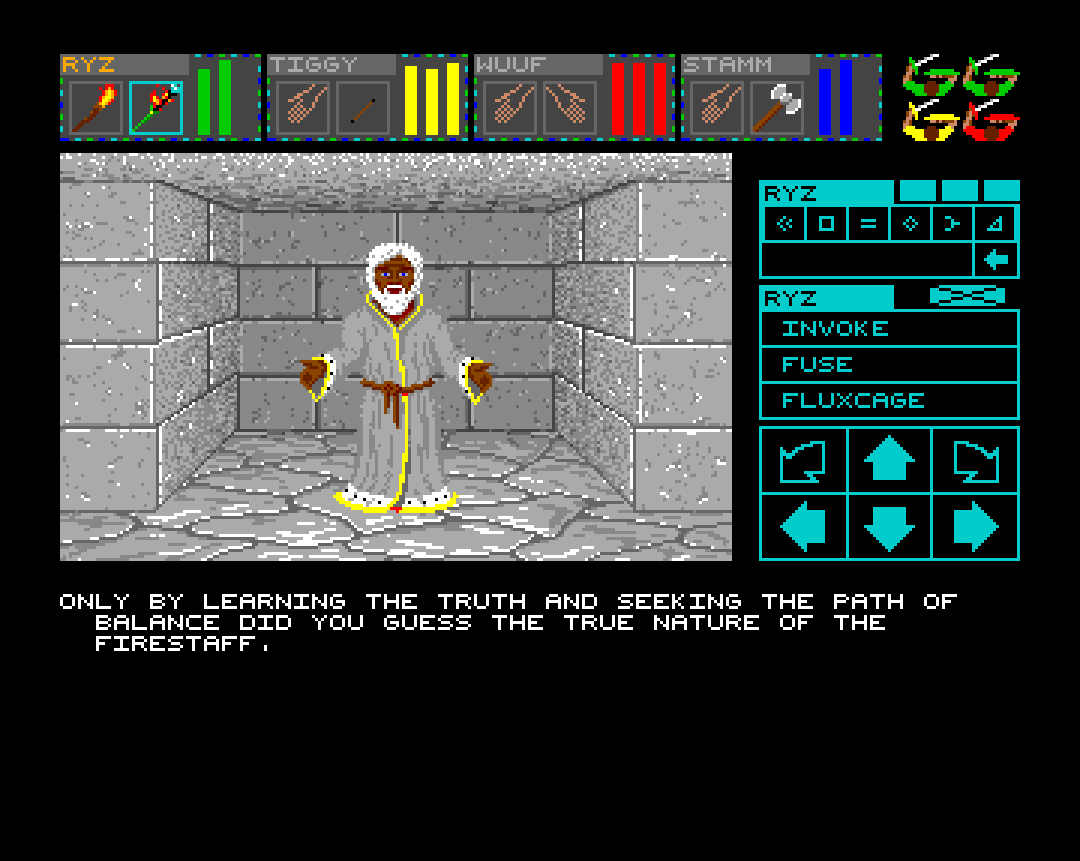 RYZ TIGGY WUUF STAMM
RYZ
RYZ
INVOKE
FUSE
FLUXCAGE
ONLY BY LEARNING THE TRUTH AND SEEKING THE PATH OF
BALANCE DID YOU GUESS THE TRUE NATURE OF THE
FIRESTAFF.